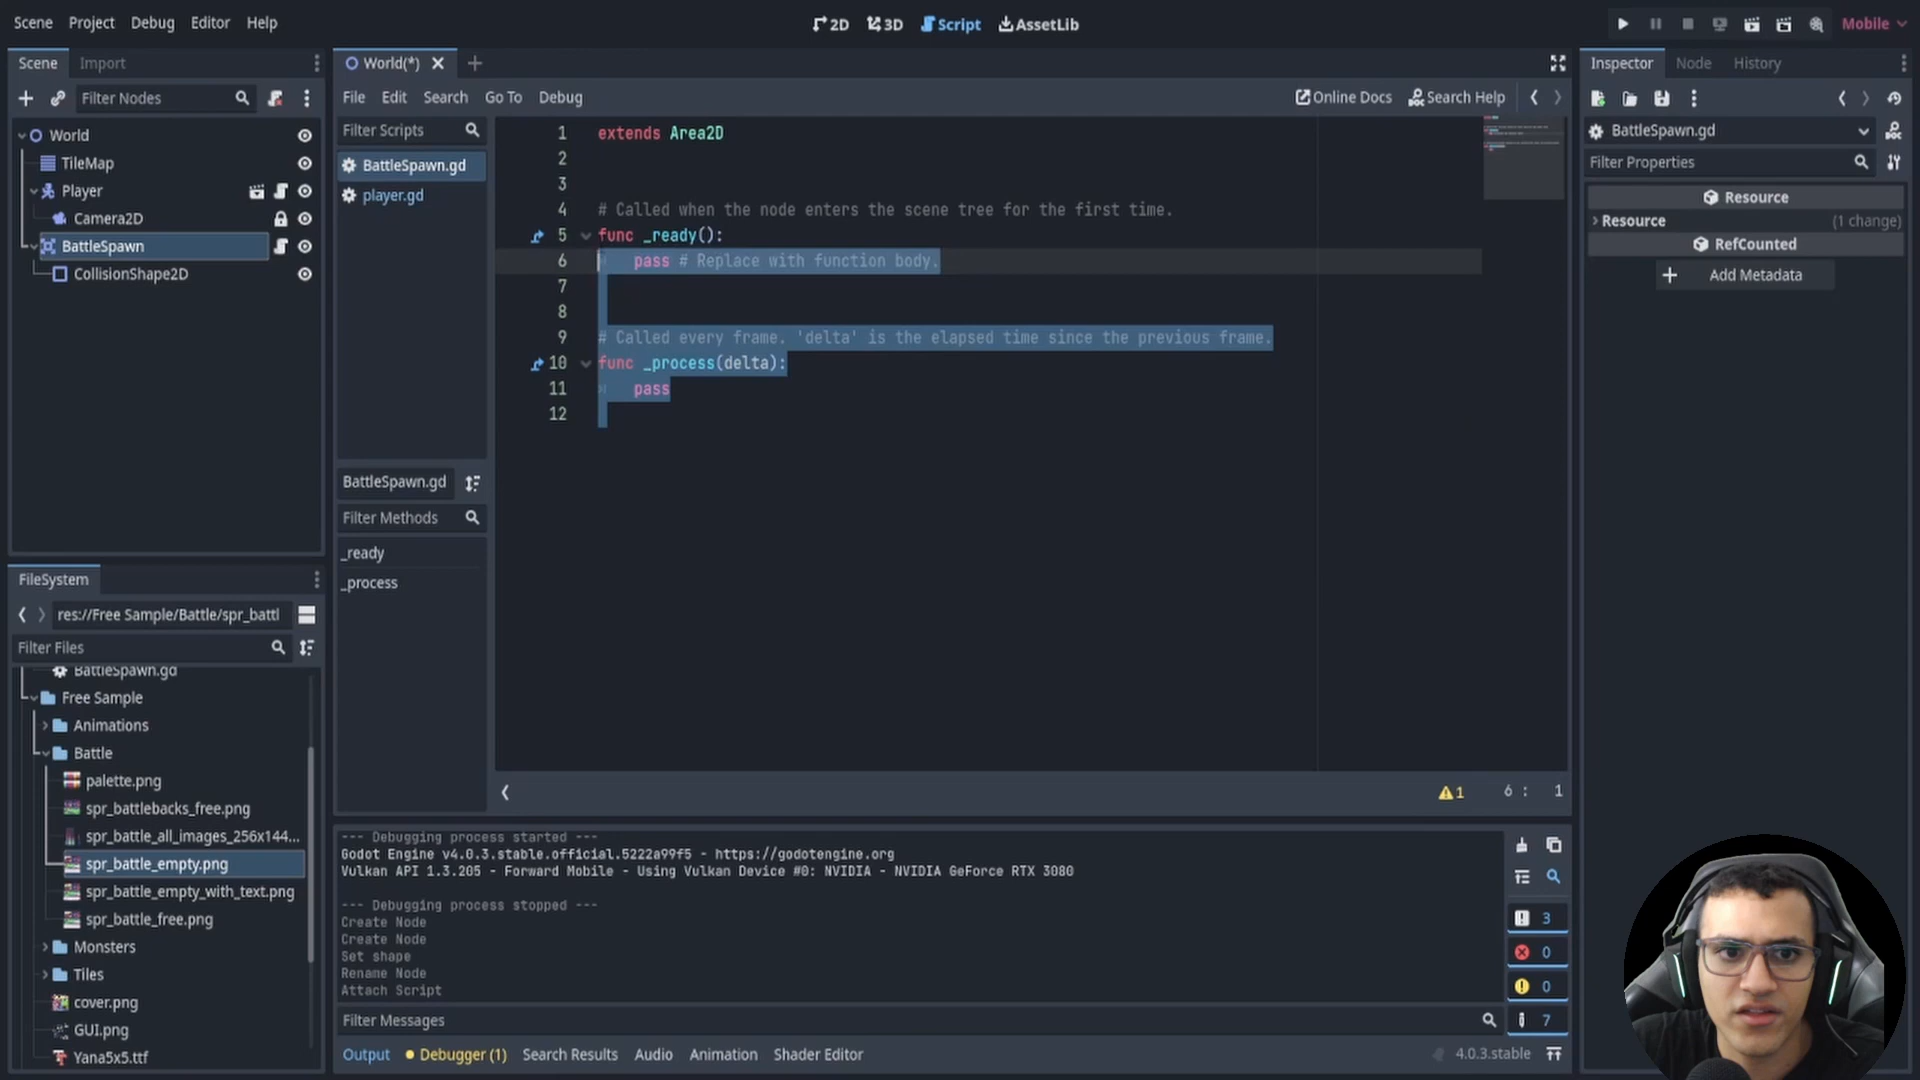 Scene Project Debug Editor Help
2D 3D Script AssetLib
Mobile
Scene Import
Filter Nodes
World
TileMap
Player
Camera2D
BattleSpawn
CollisionShape2D
FileSystem
res://Free Sample/Battle/spr_battl
Filter Files
BattleSpawn.gd
Free Sample
Animations
Battle
palette.png
spr_battlebacks_free.png
spr_battle_all_images_256x144...
spr_battle_empty.png
spr_battle_empty_with_text.png
spr_battle_free.png
Monsters
Tiles
cover.png
GUI.png
Yana5x5.ttf
World(*)
File Edit Search Go To Debug
Online Docs Search Help
Filter Scripts
BattleSpawn.gd
player.gd
BattleSpawn.gd
Filter Methods
_ready
_process
1 extends Area2D
2
3
4 # Called when the node enters the scene tree for the first time.
5 func _ready():
6 pass # Replace with function body.
7
8
9 # Called every frame. 'delta' is the elapsed time since the previous frame.
10 func _process(delta):
11 pass
12
1 6 : 1
--- Debugging process started ---
Godot Engine v4.0.3.stable.official.5222a99f5 - https://godotengine.org
Vulkan API 1.3.205 - Forward Mobile - Using Vulkan Device #0: NVIDIA - NVIDIA GeForce RTX 3080
--- Debugging process stopped ---
Create Node
Create Node
Set shape
Rename Node
Attach Script
Filter Messages
3
0
0
7
Output Debugger (1) Search Results Audio Animation Shader Editor
4.0.3.stable
Inspector Node History
BattleSpawn.gd
Filter Properties
Resource
Resource (1 change)
RefCounted
Add Metadata